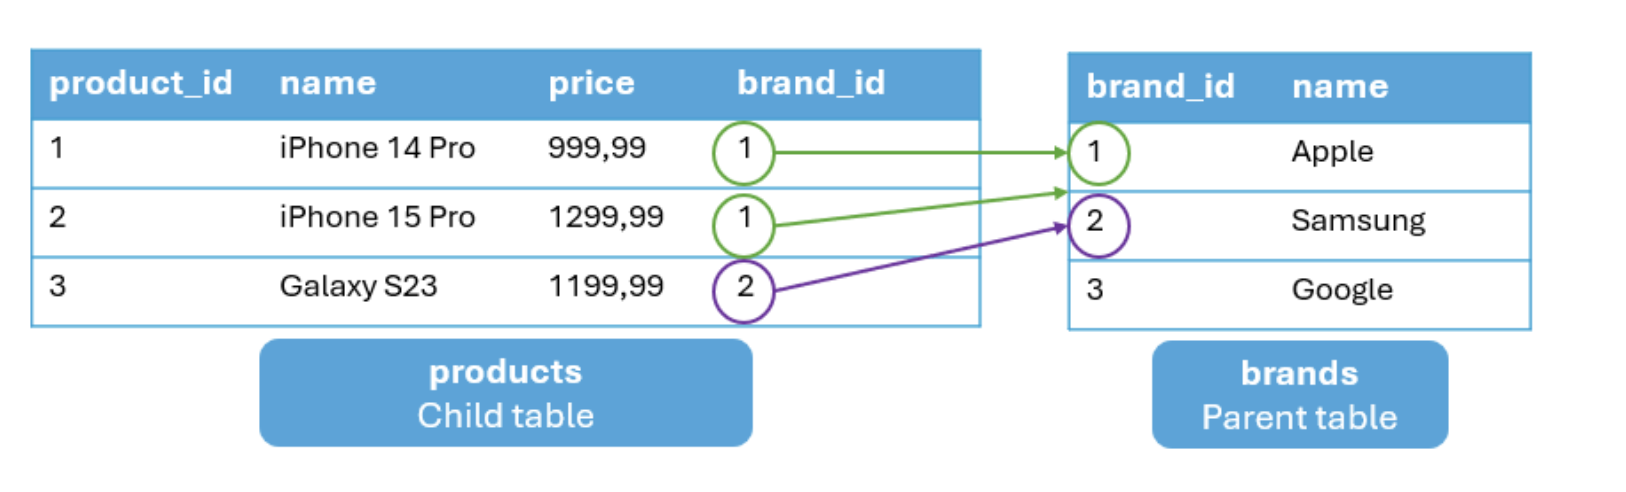 product_id name price brand_id
1 iPhone 14 Pro 999,99 1
2 iPhone 15 Pro 1299,99 1
3 Galaxy S23 1199,99 2
products
Child table
brand_id name
1 Apple
2 Samsung
3 Google
brands
Parent table